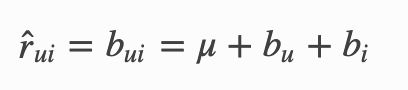 r̂ᵤᵢ = bᵤᵢ = μ + bᵤ + bᵢ